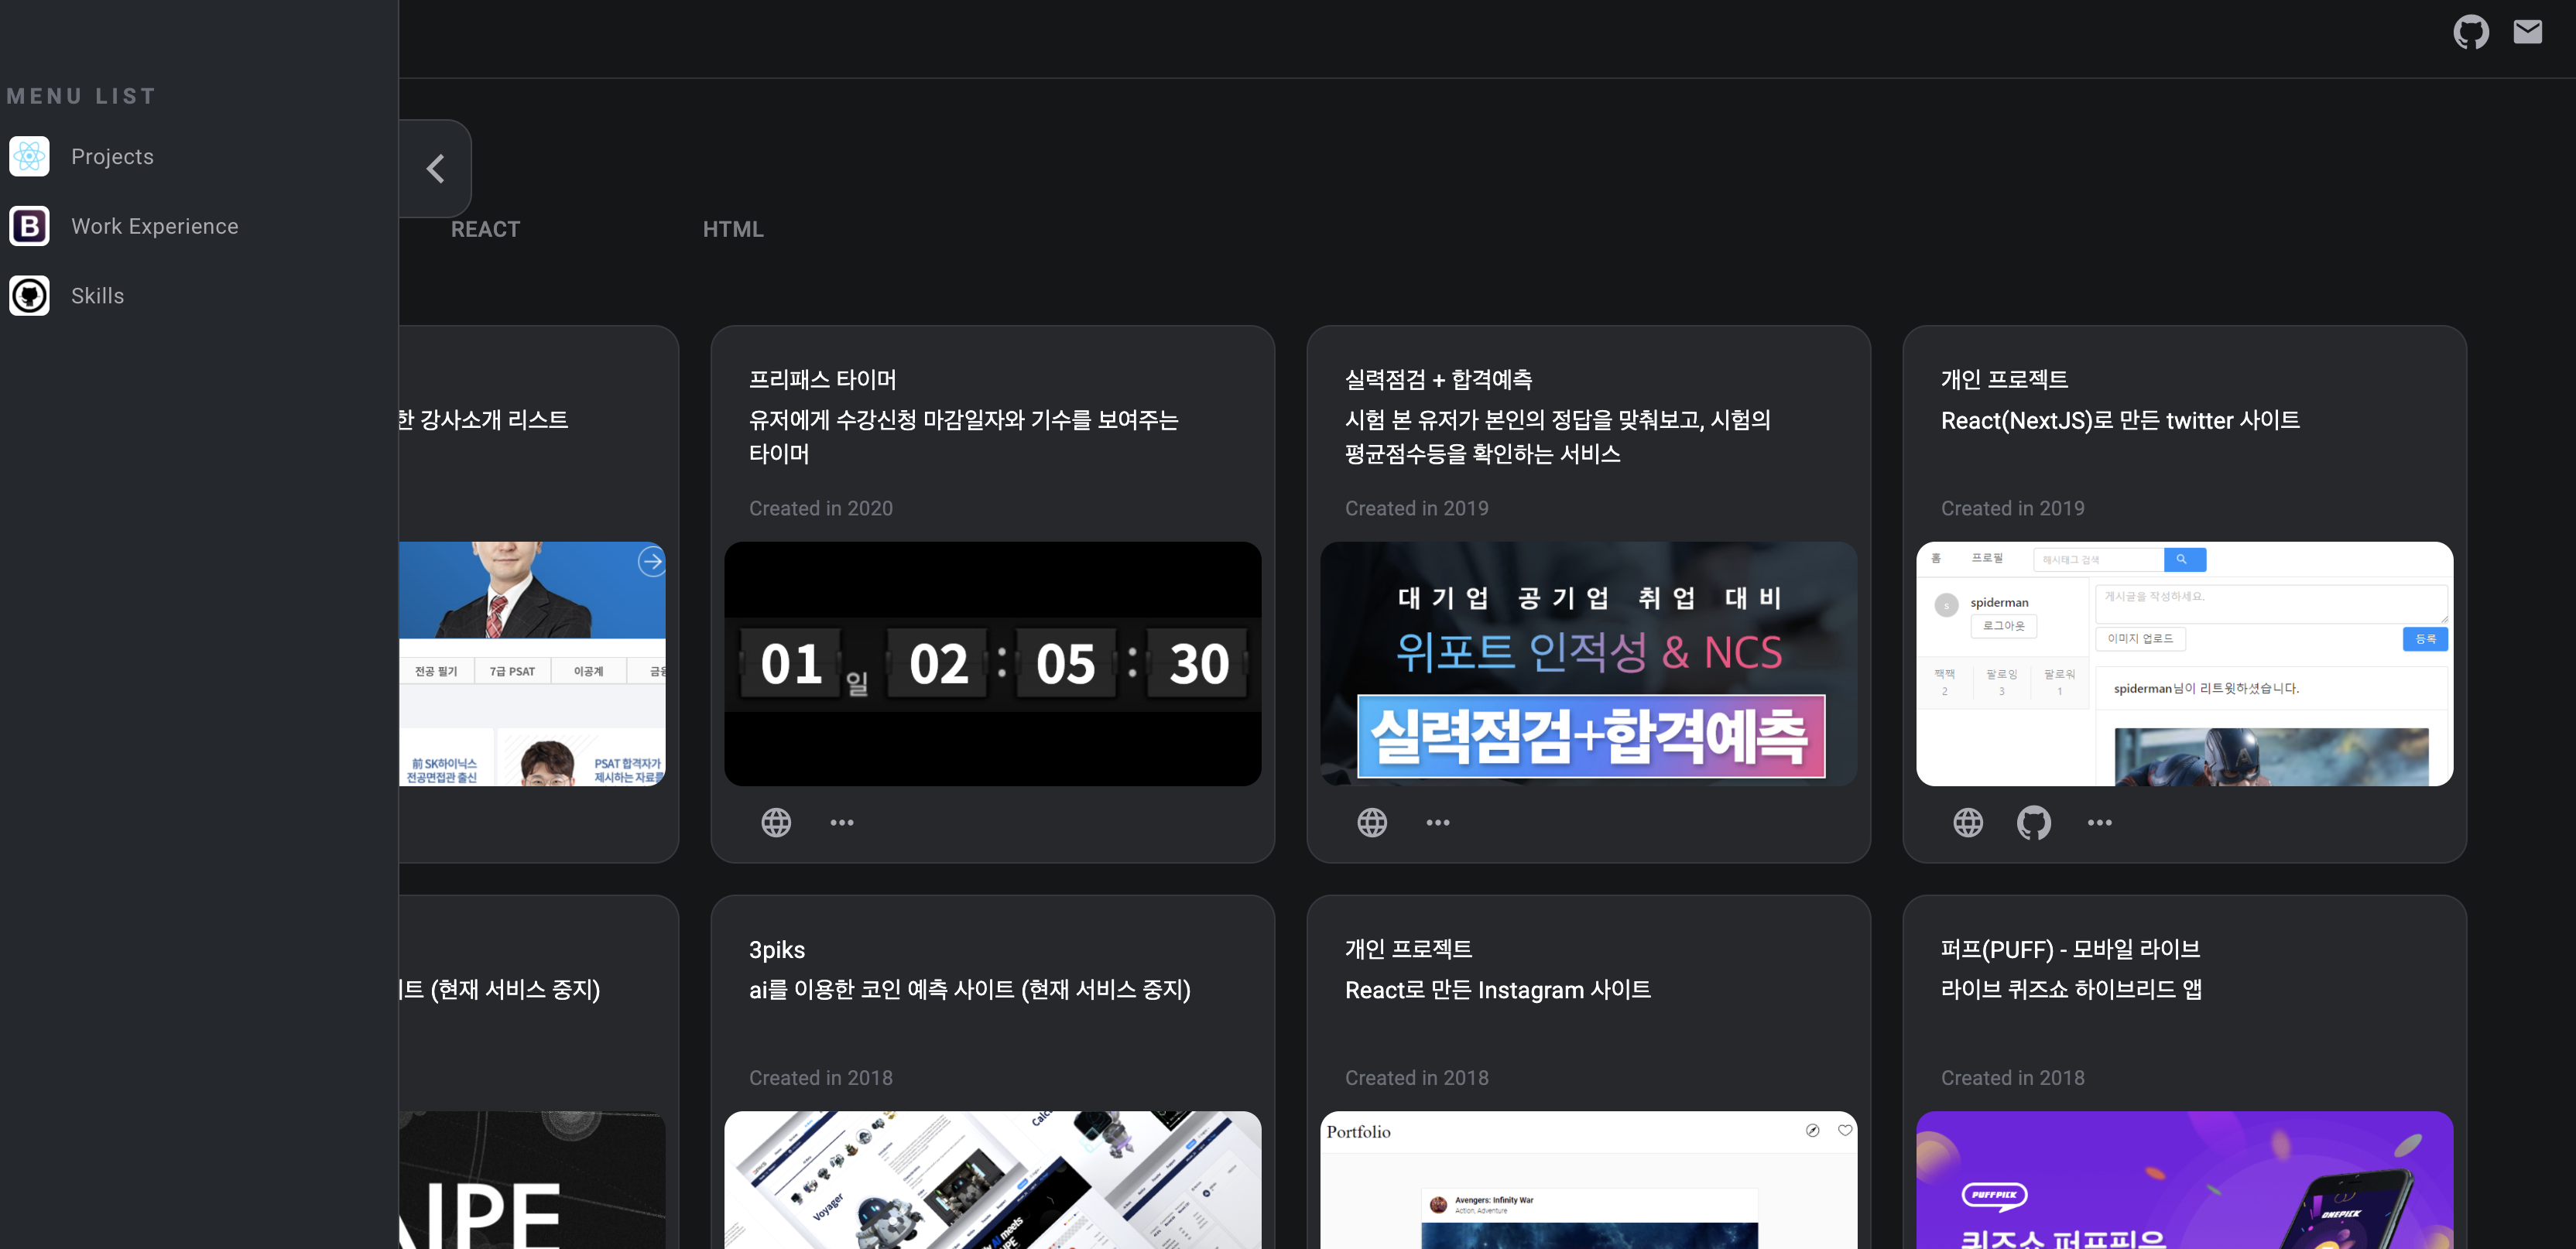 MENU LIST
Projects
Work Experience
Skills
REACT
HTML
한 강사소개 리스트
전공 필기
7급 PSAT
이공계
금융
前 SK하이닉스
전공면접관 출신
PSAT 합격자가
제시하는 자료를
프리패스 타이머
유저에게 수강신청 마감일자와 기수를 보여주는
타이머
Created in 2020
01 일 02 : 05 : 30
실력점검 + 합격예측
시험 본 유저가 본인의 정답을 맞춰보고, 시험의
평균점수등을 확인하는 서비스
Created in 2019
대기업 공기업 취업 대비
위포트 인적성 & NCS
실력점검+합격예측
개인 프로젝트
React(NextJS)로 만든 twitter 사이트
Created in 2019
홈
프로필
해시태그 검색
s
spiderman
로그아웃
짹짹
2
팔로잉
3
팔로워
1
게시글을 작성하세요.
이미지 업로드
등록
spiderman님이 리트윗하셨습니다.
이트 (현재 서비스 중지)
IPE
3piks
ai를 이용한 코인 예측 사이트 (현재 서비스 중지)
Created in 2018
Voyager
개인 프로젝트
React로 만든 Instagram 사이트
Created in 2018
Portfolio
Avengers: Infinity War
Action, Adventure
퍼프(PUFF) - 모바일 라이브
라이브 퀴즈쇼 하이브리드 앱
Created in 2018
PUFFPICK
퀴즈쇼 퍼프픽은
ONEPICK